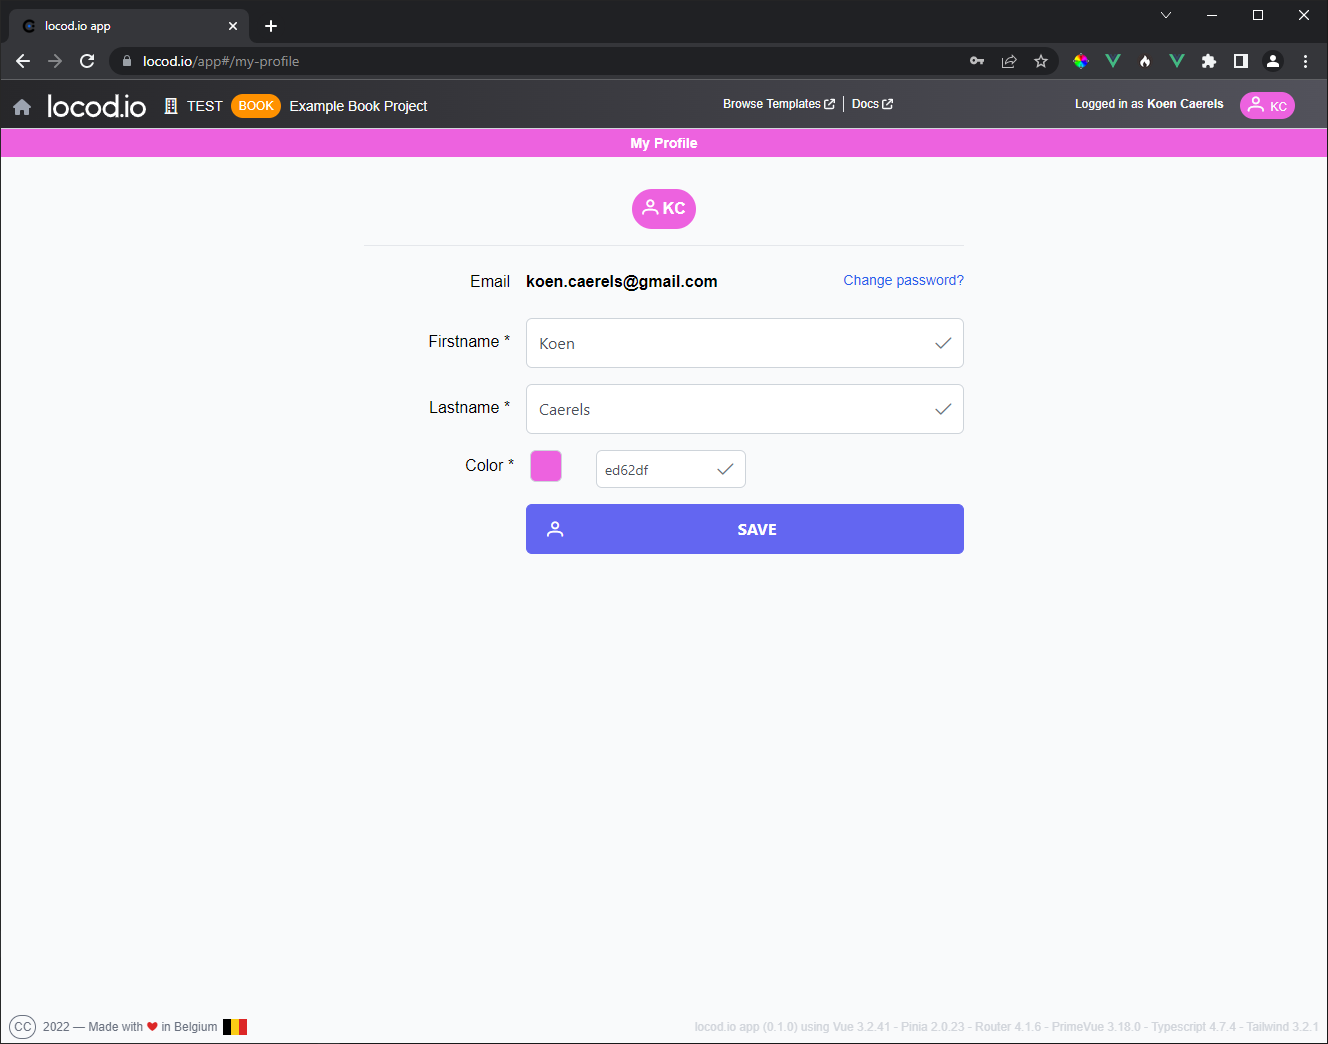 locod.io app
locod.io/app#/my-profile
locod.io TEST BOOK Example Book Project Browse Templates Docs Logged in as Koen Caerels KC
My Profile
KC
Email koen.caerels@gmail.com Change password?
Firstname * Koen
Lastname * Caerels
Color * ed62df
SAVE
CC 2022 — Made with in Belgium locod.io app (0.1.0) using Vue 3.2.41 - Pinia 2.0.23 - Router 4.1.6 - PrimeVue 3.18.0 - Typescript 4.7.4 - Tailwind 3.2.1